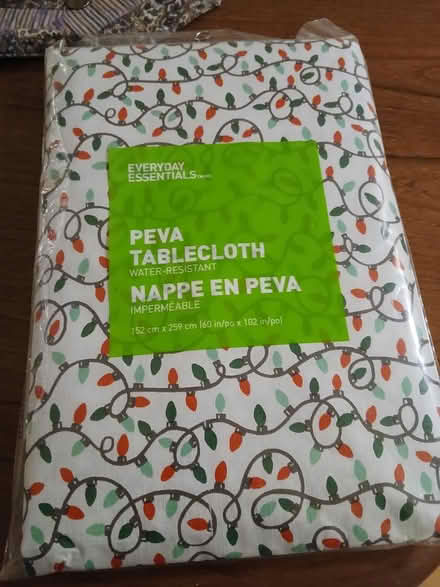 EVERYDAY
ESSENTIALS
PEVA
TABLECLOTH
WATER-RESISTANT
NAPPE EN PEVA
IMPERMÉABLE
152 cm x 259 cm (60 in/po x 102 in/po)